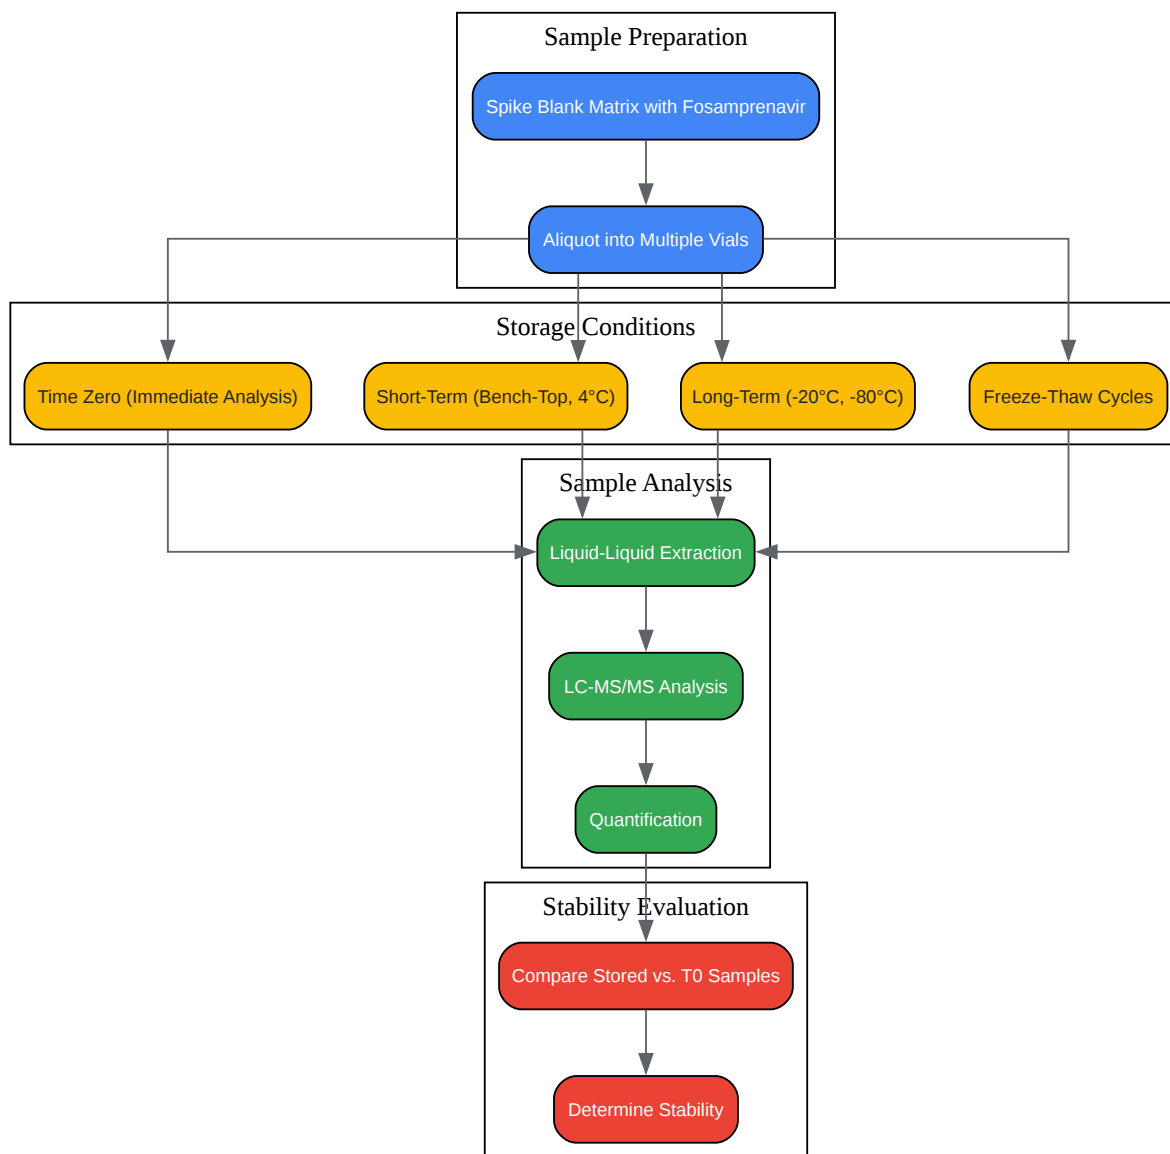 Sample Preparation
Spike Blank Matrix with Fosamprenavir
Aliquot into Multiple Vials
Storage Conditions
Time Zero (Immediate Analysis)
Short-Term (Bench-Top, 4°C)
Long-Term (-20°C, -80°C)
Freeze-Thaw Cycles
Sample Analysis
Liquid-Liquid Extraction
LC-MS/MS Analysis
Quantification
Stability Evaluation
Compare Stored vs. T0 Samples
Determine Stability